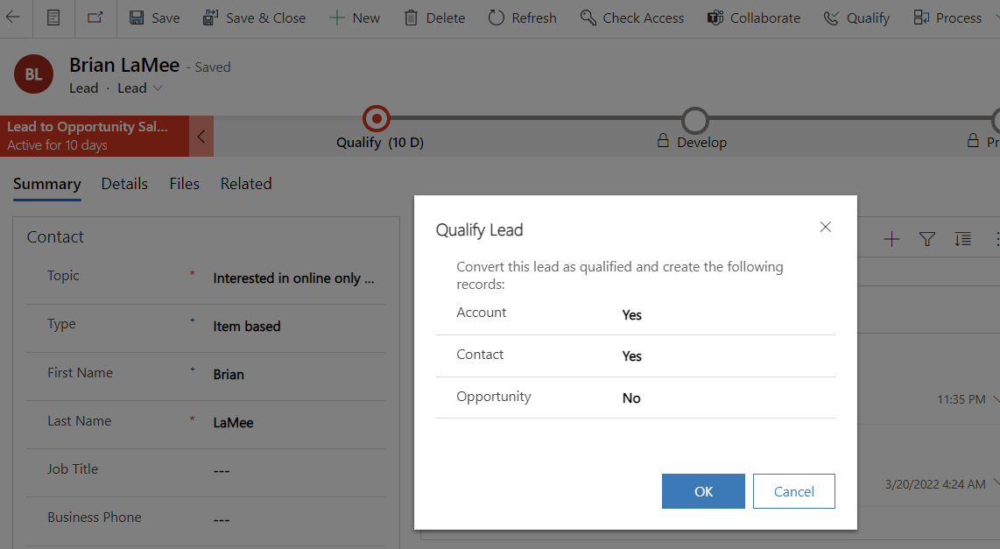 Save
Save & Close
New
Delete
Refresh
Check Access
Collaborate
Qualify
Process
BL
Brian LaMee - Saved
Lead · Lead
Lead to Opportunity Sal...
Active for 10 days
Qualify (10 D)
Develop
Pr
Summary
Details
Files
Related
Contact
Topic * Interested in online only ...
Type + Item based
First Name + Brian
Last Name * LaMee
Job Title ---
Business Phone ---
Qualify Lead
Convert this lead as qualified and create the following
records:
Account Yes
Contact Yes
Opportunity No
OK
Cancel
11:35 PM
3/20/2022 4:24 AM